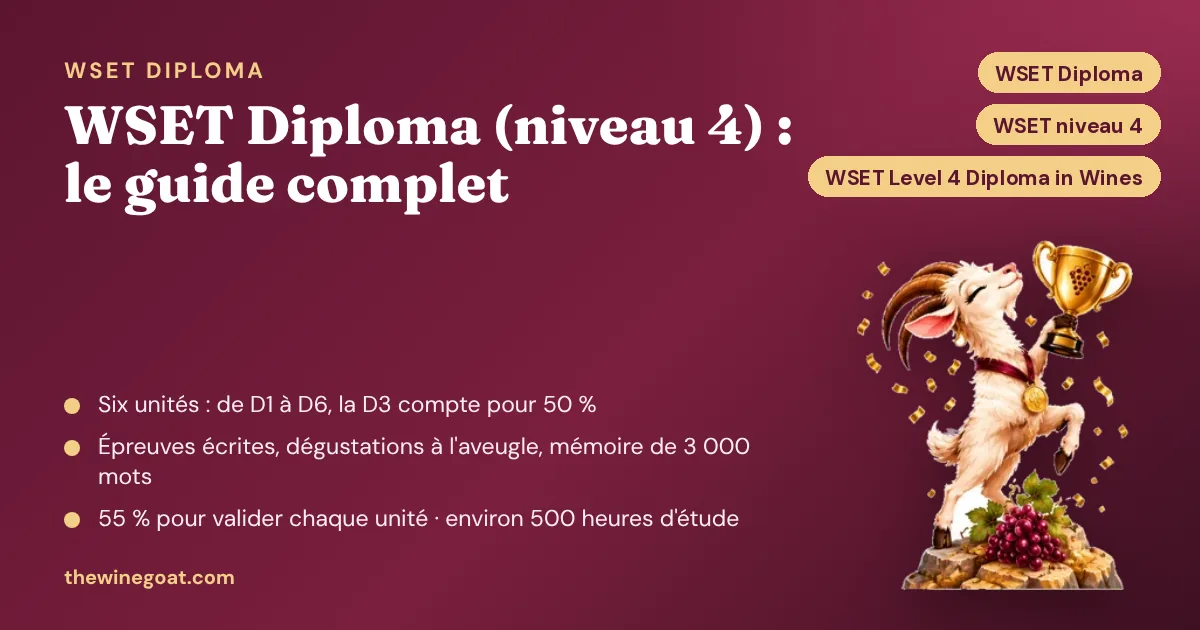 WSET DIPLOMA
WSET Diploma (niveau 4) :
le guide complet
WSET Diploma
WSET niveau 4
WSET Level 4 Diploma in Wines
Six unités : de D1 à D6, la D3 compte pour 50 %
Épreuves écrites, dégustations à l'aveugle, mémoire de 3 000
mots
55 % pour valider chaque unité · environ 500 heures d'étude
thewinegoat.com